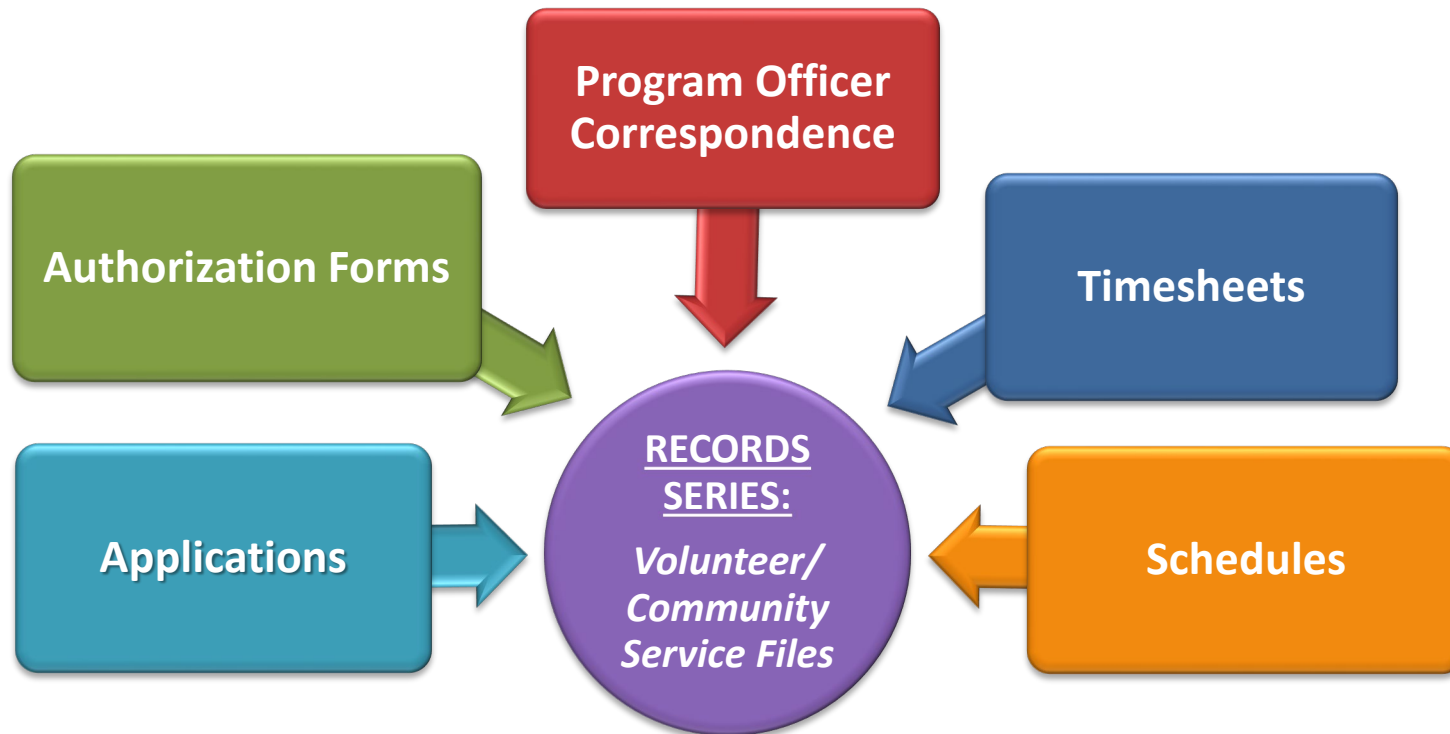 Program Officer
Correspondence
Authorization Forms
Timesheets
Applications
RECORDS
SERIES:
Volunteer/
Community
Service Files
Schedules